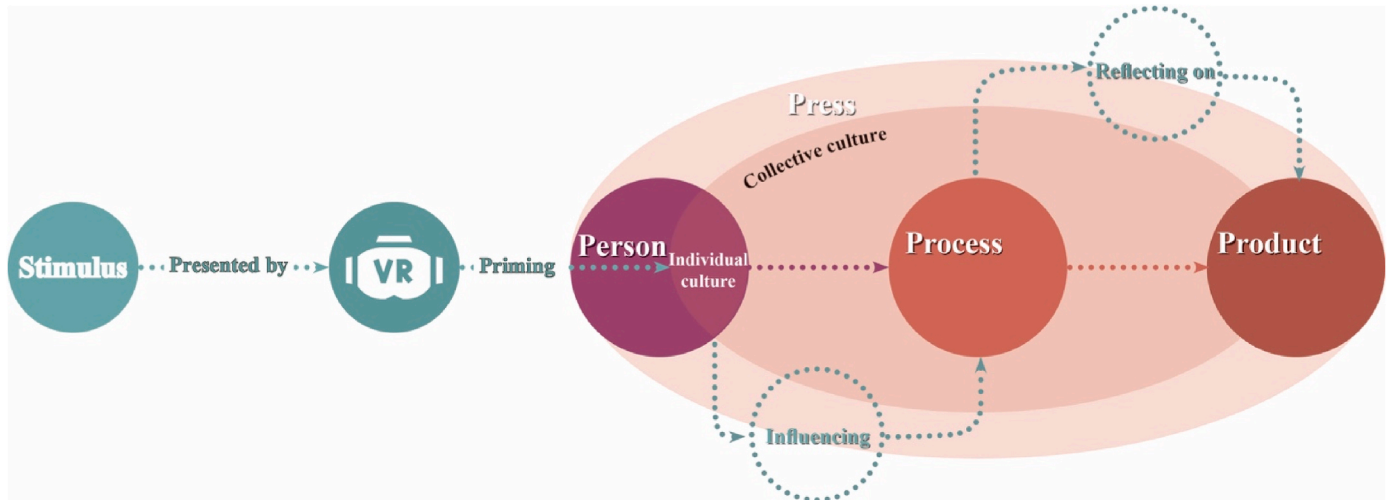 Stimulus
Presented by
VR
Priming
Person
Individual
culture
Press
Collective culture
Influencing
Process
Reflecting on
Product